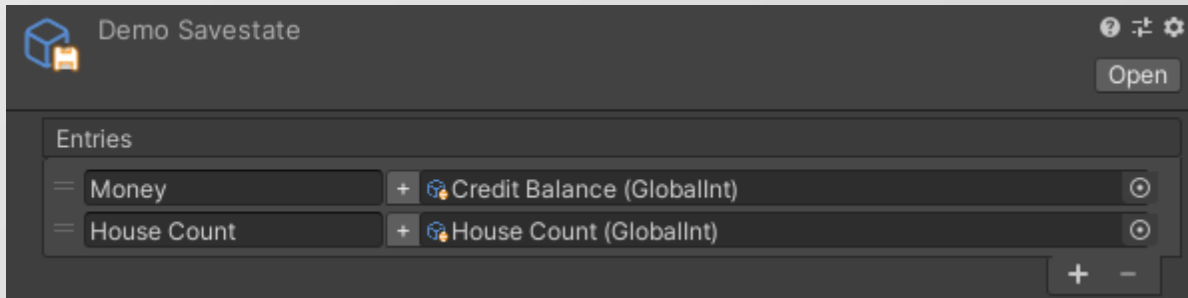 Demo Savestate
Open
Entries
Money + Credit Balance (GlobalInt)
House Count + House Count (GlobalInt)
+ −